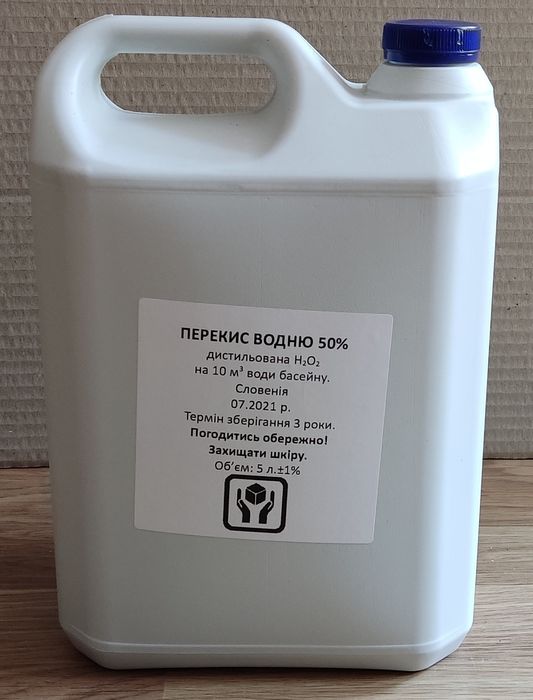 ПЕРЕКИС ВОДНЮ 50%
дистильована H₂O₂
на 10 м³ води басейну.
Словенія
07.2021 р.
Термін зберігання 3 роки.
Погодитись обережно!
Захищати шкіру.
Об'єм: 5 л.±1%